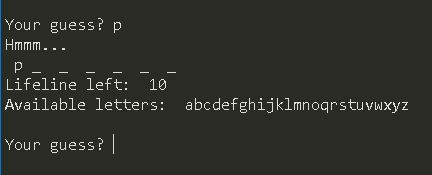 Your guess? p
Hmmm...
p _ _ _ _ _ _
Lifeline left: 10
Available letters: abcdefghijklmnoqrstuvwxyz
Your guess?